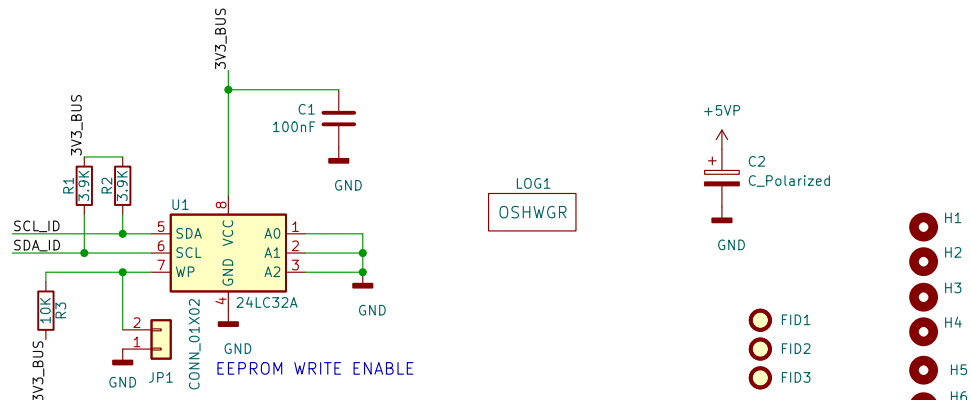 3V3_BUS
C1
100nF
GND
3V3_BUS
R1
3.9K
R2
3.9K
U1
SCL_ID
SDA_ID
5
SDA
6
SCL
7
WP
8
VCC
GND
4
A0
1
A1
2
A2
3
24LC32A
GND
GND
10K
R3
3V3_BUS
2
1
GND
JP1
CONN_01X02
EEPROM WRITE ENABLE
LOG1
OSHWGR
+5VP
+
C2
C_Polarized
GND
FID1
FID2
FID3
H1
H2
H3
H4
H5
H6